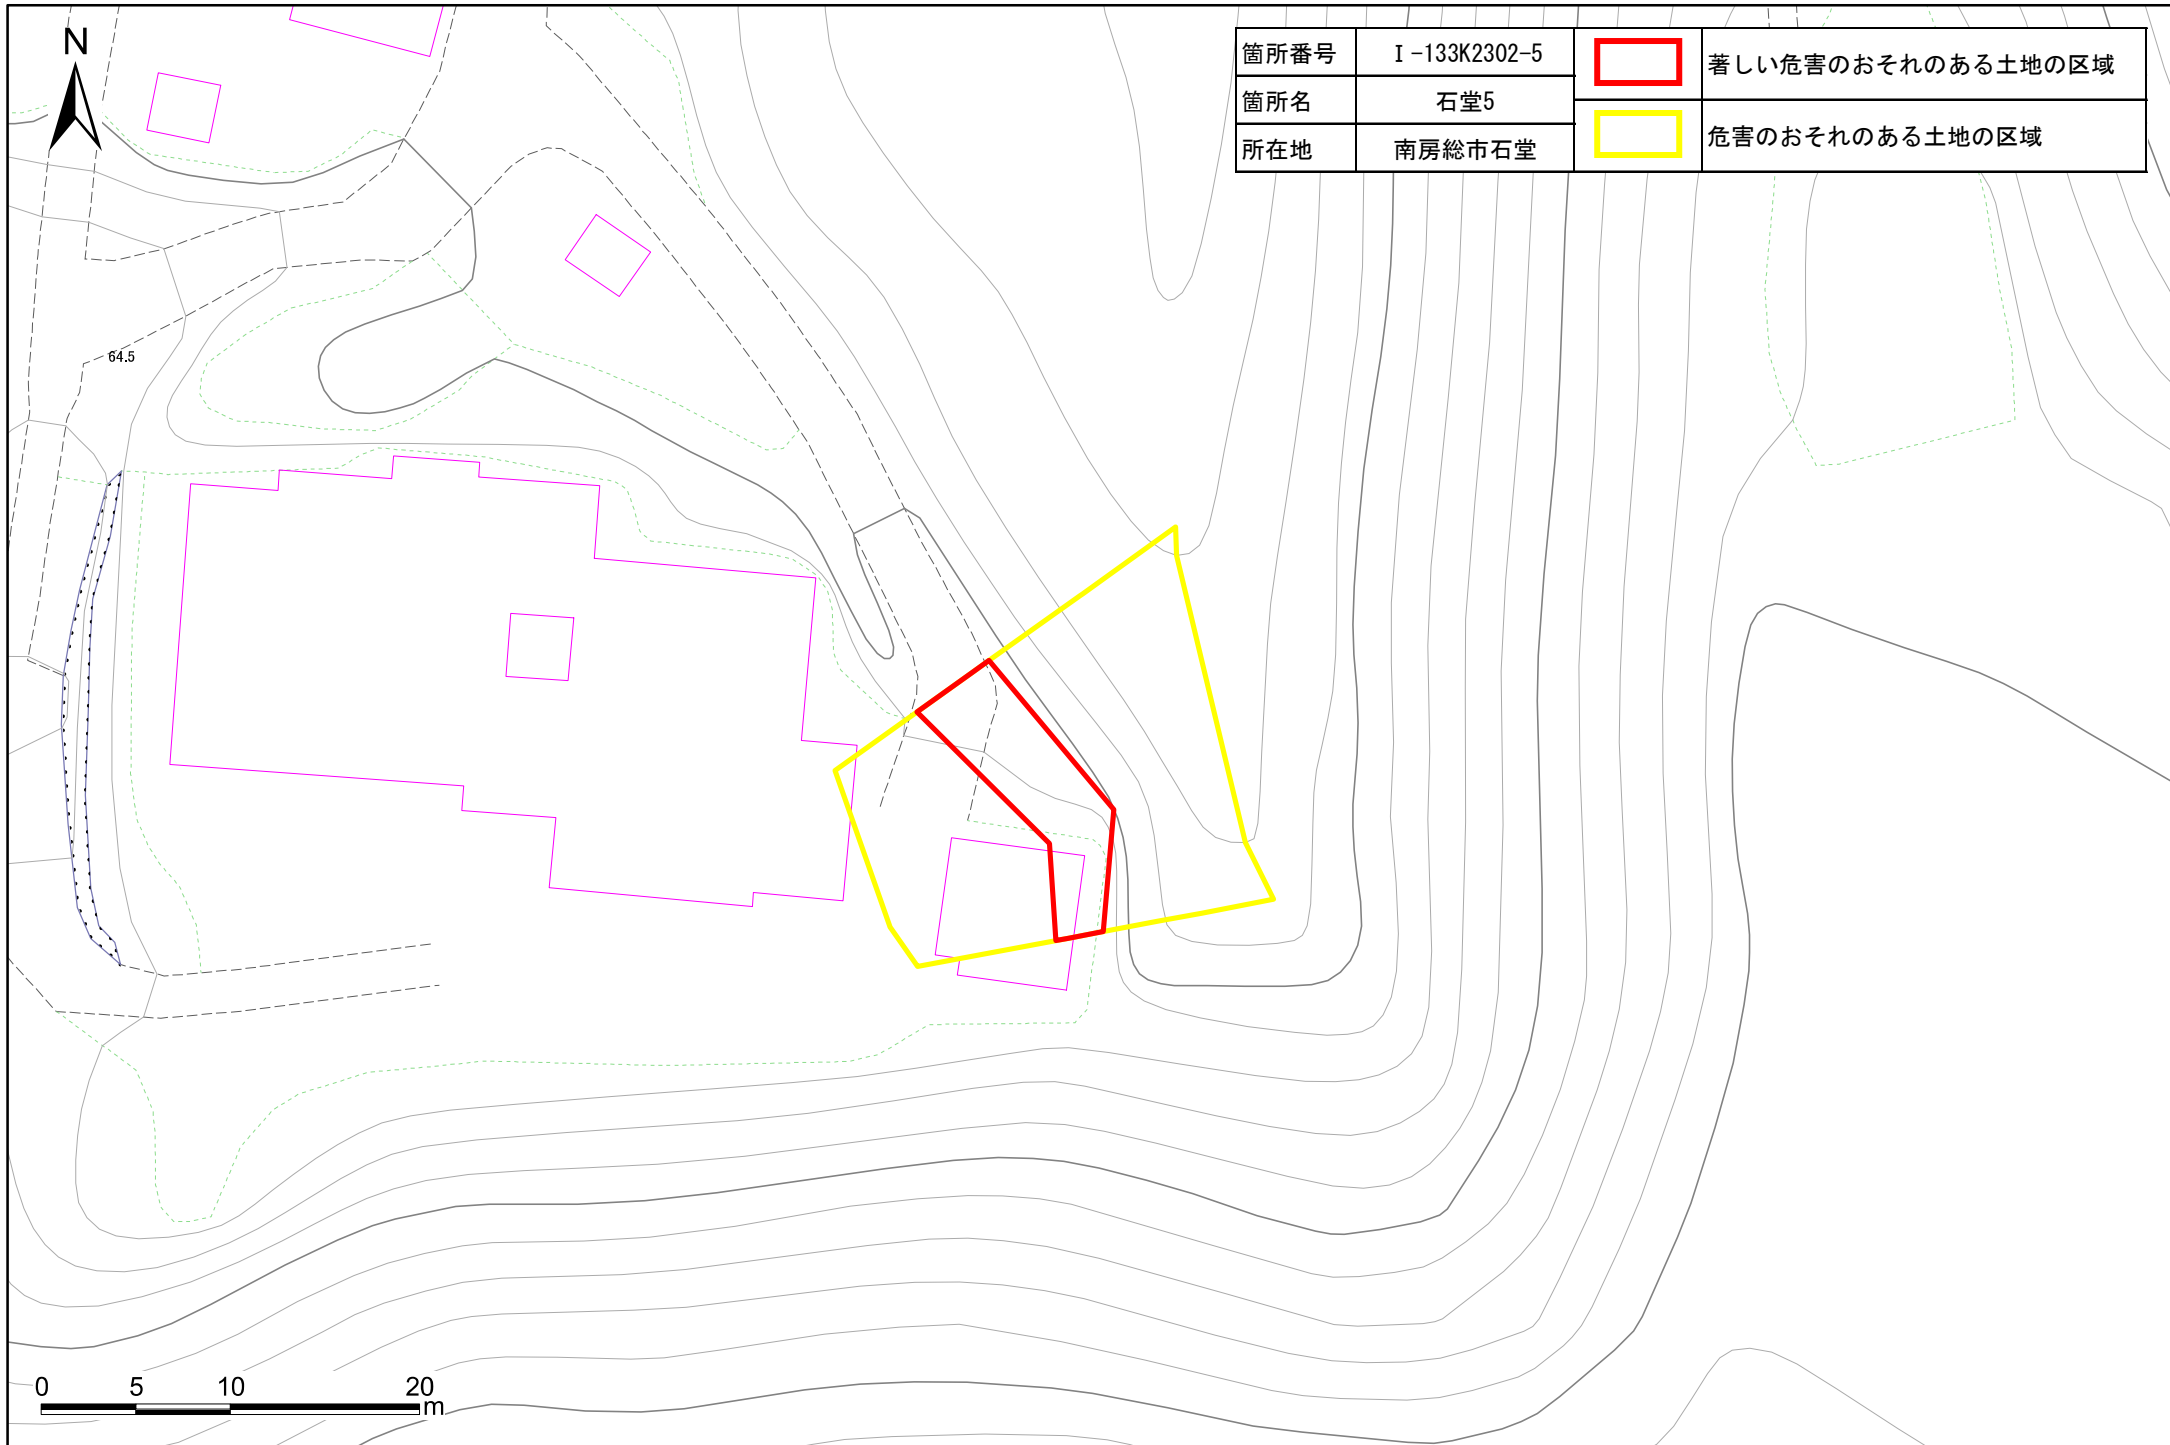 N
箇所番号 Ⅰ-133K2302-5
箇所名 石堂5
所在地 南房総市石堂
著しい危害のおそれのある土地の区域
危害のおそれのある土地の区域
64.5
0 5 10 20
m